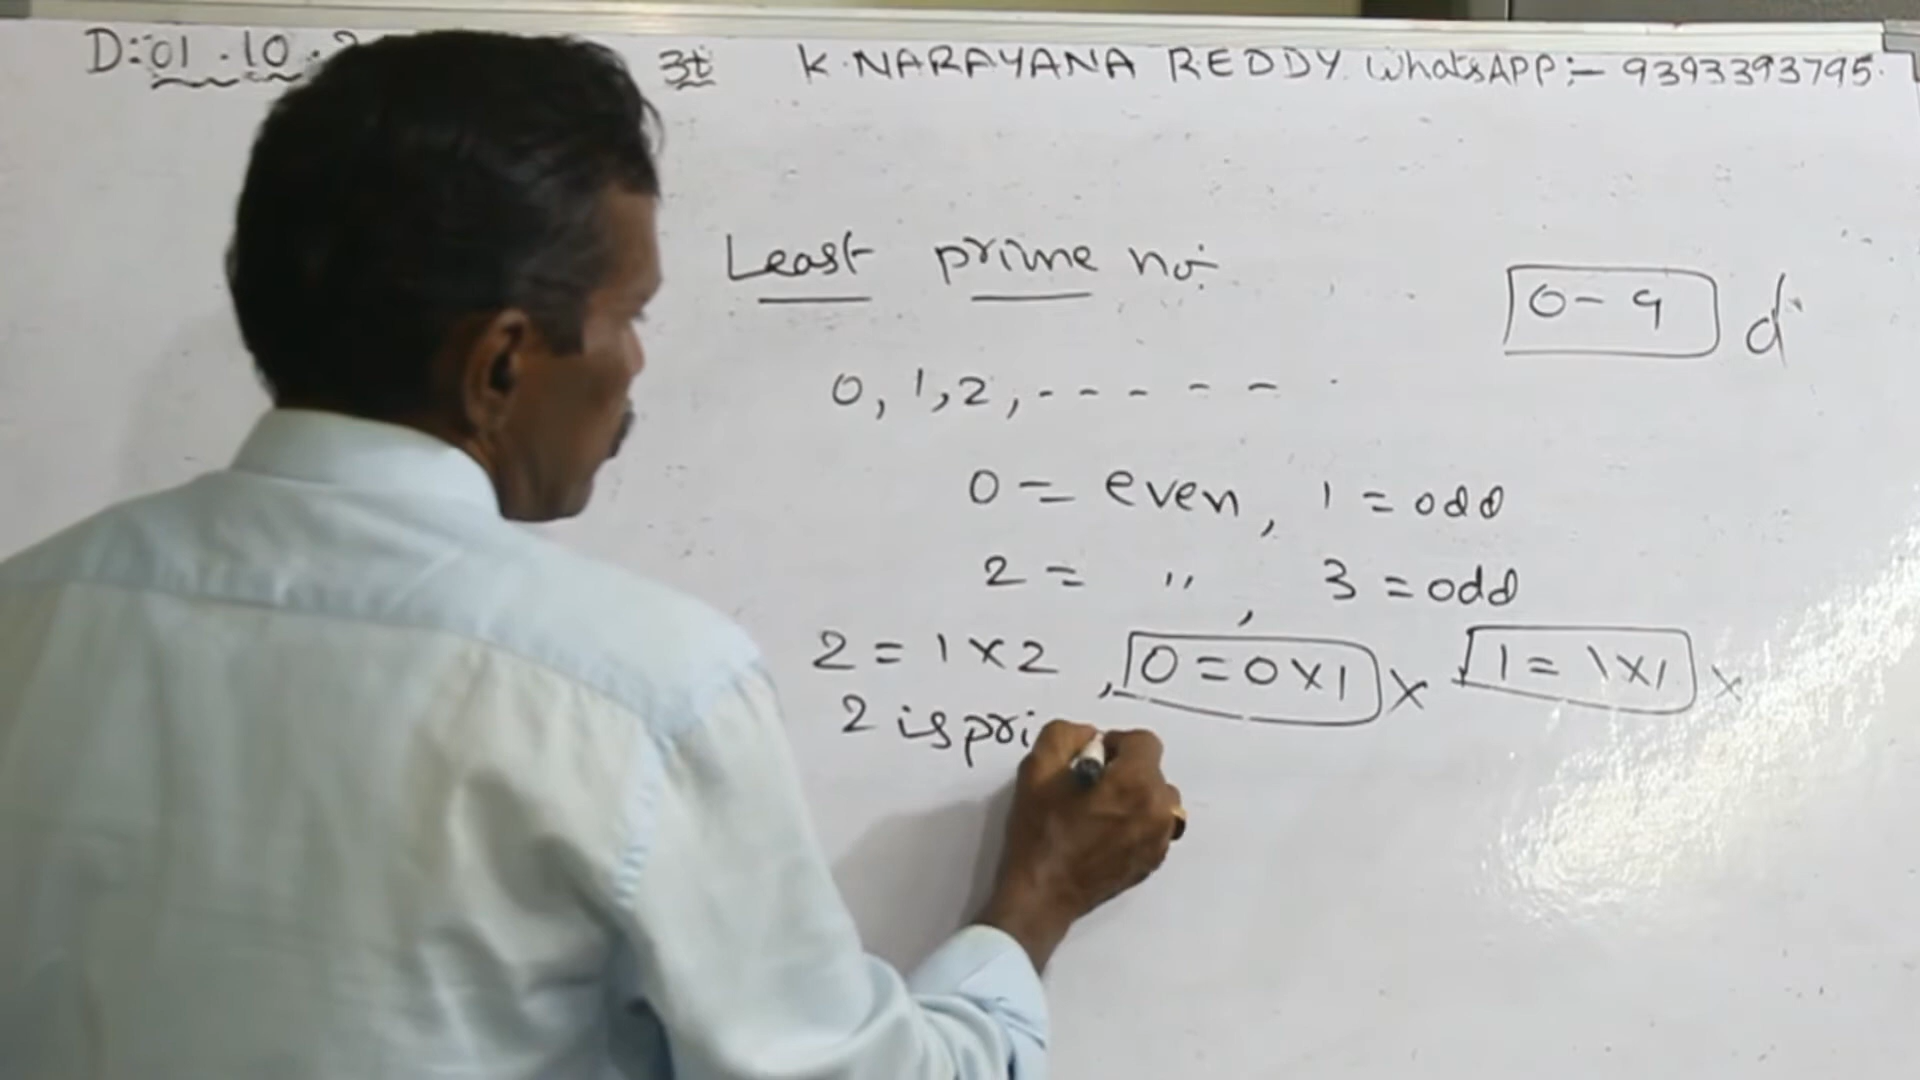 D:- 01.10. 3t K. NARAYANA REDDY. WhatsAPP:- 9393393795.
Least prime no:
0 - 9 d
0, 1, 2, - - - - - -
0 = even, 1 = odd
2 = ", 3 = odd
2 = 1 x 2, 0 = 0 x 1 x 1 = 1 x 1 x
2 is pri